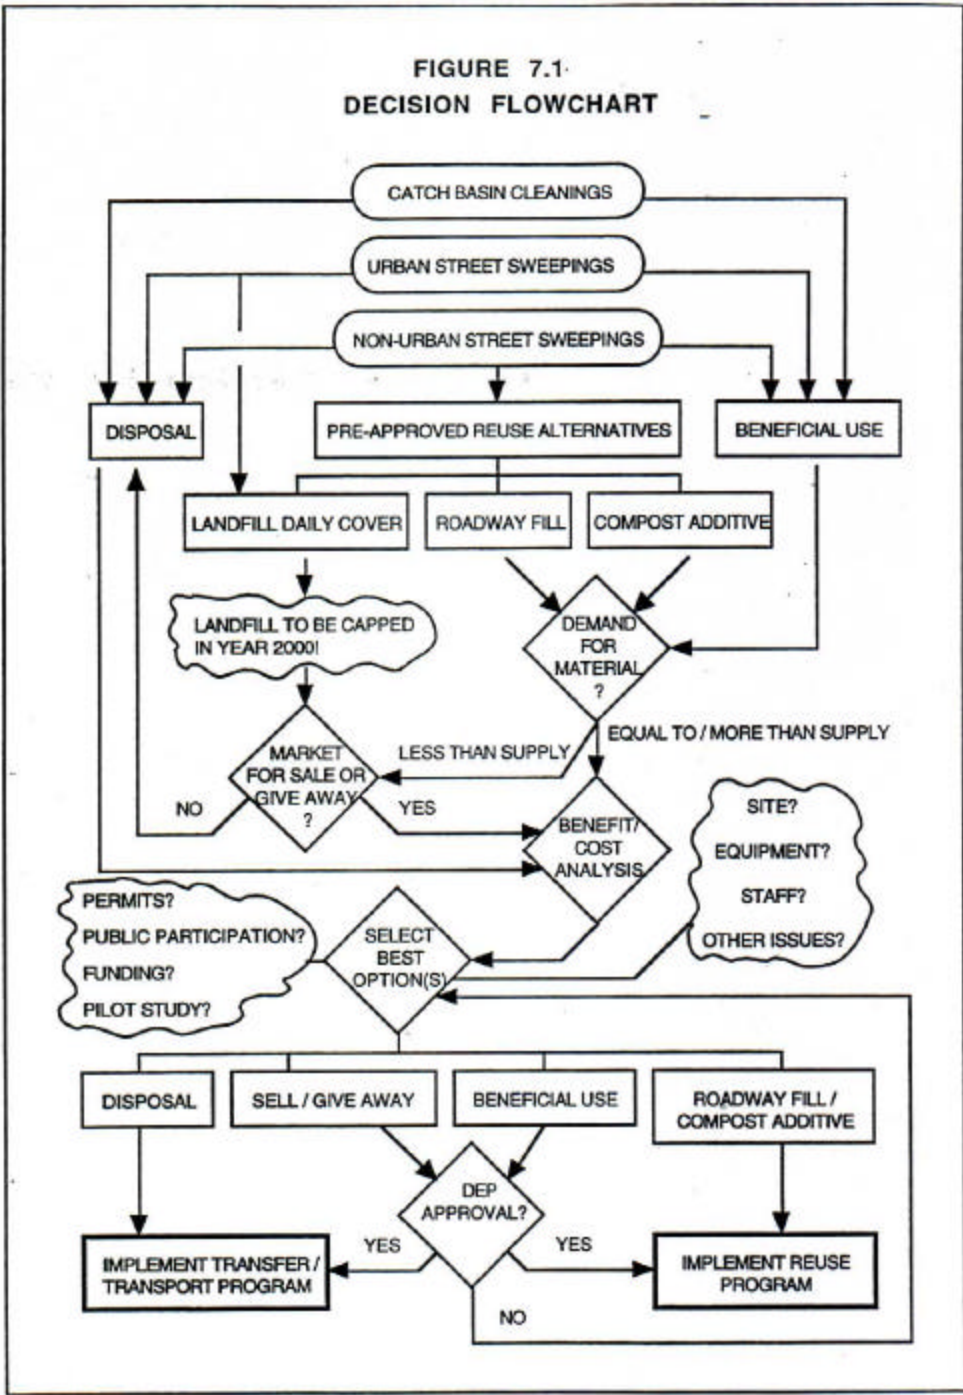 FIGURE 7.1
DECISION FLOWCHART
CATCH BASIN CLEANINGS
URBAN STREET SWEEPINGS
NON-URBAN STREET SWEEPINGS
DISPOSAL
PRE-APPROVED REUSE ALTERNATIVES
BENEFICIAL USE
LANDFILL DAILY COVER
ROADWAY FILL
COMPOST ADDITIVE
LANDFILL TO BE CAPPED
IN YEAR 2000!
DEMAND
FOR
MATERIAL
?
LESS THAN SUPPLY
EQUAL TO / MORE THAN SUPPLY
MARKET
FOR SALE OR
GIVE AWAY
?
NO
YES
BENEFIT/
COST
ANALYSIS
SITE?
EQUIPMENT?
STAFF?
OTHER ISSUES?
PERMITS?
PUBLIC PARTICIPATION?
FUNDING?
PILOT STUDY?
SELECT
BEST
OPTION(S)
DISPOSAL
SELL / GIVE AWAY
BENEFICIAL USE
ROADWAY FILL /
COMPOST ADDITIVE
DEP
APPROVAL?
YES
YES
IMPLEMENT TRANSFER /
TRANSPORT PROGRAM
IMPLEMENT REUSE
PROGRAM
NO